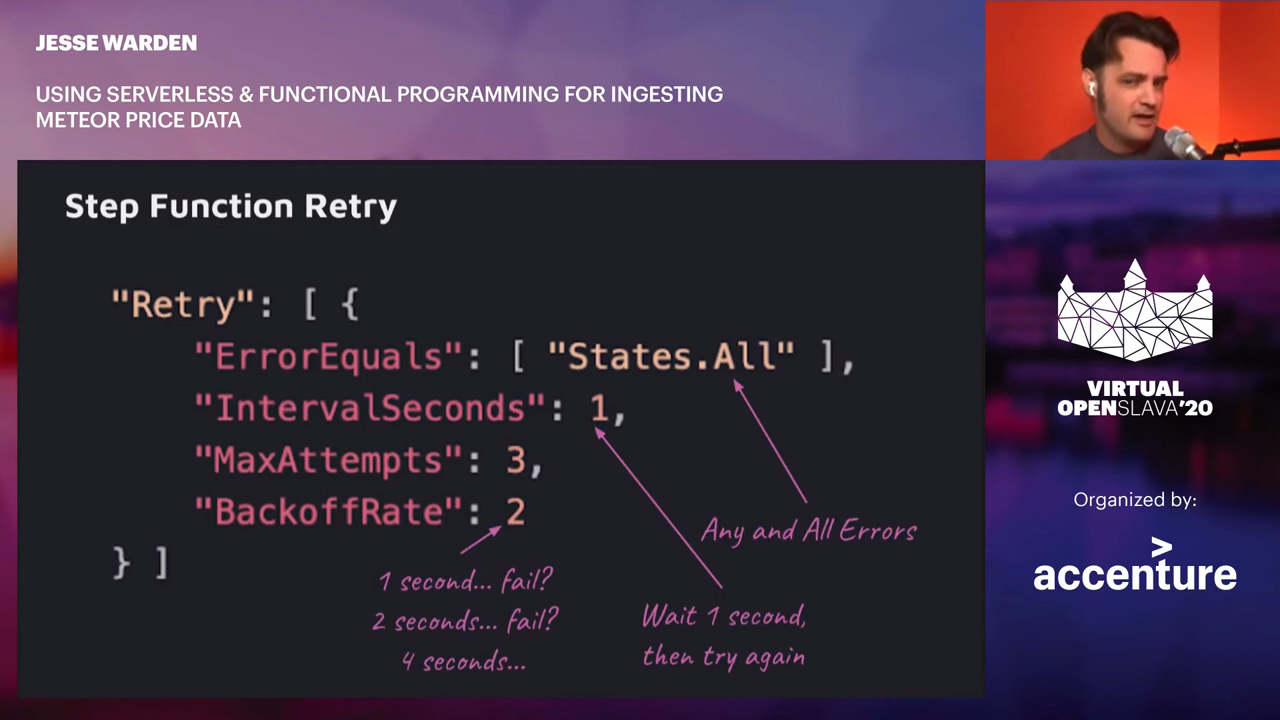 JESSE WARDEN
USING SERVERLESS & FUNCTIONAL PROGRAMMING FOR INGESTING
METEOR PRICE DATA
Step Function Retry
"Retry": [ {
"ErrorEquals": [ "States.All" ],
"IntervalSeconds": 1,
"MaxAttempts": 3,
"BackoffRate": 2
} ]
Any and All Errors
1 second... fail?
2 seconds... fail?
4 seconds...
Wait 1 second,
then try again
VIRTUAL
OPENSLAVA'20
Organized by:
accenture